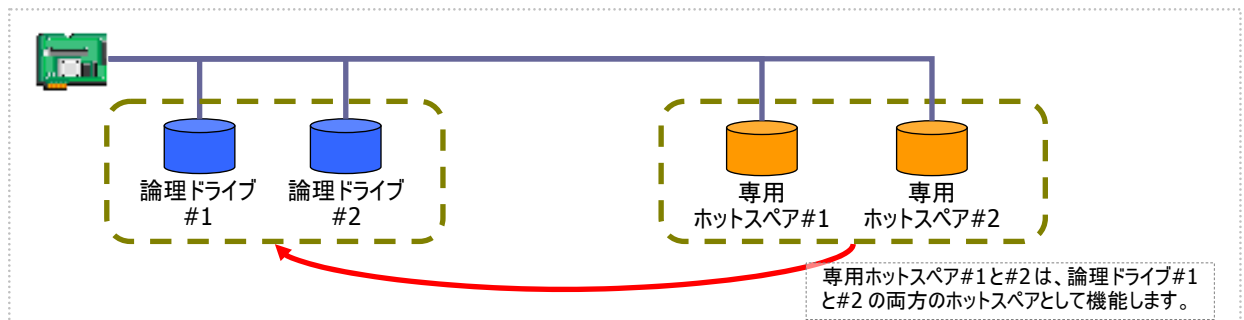 論理ドライブ
#1
論理ドライブ
#2
専用
ホットスペア#1
専用
ホットスペア#2
専用ホットスペア#1と#2は、論理ドライブ#1
と#2の両方のホットスペアとして機能します。